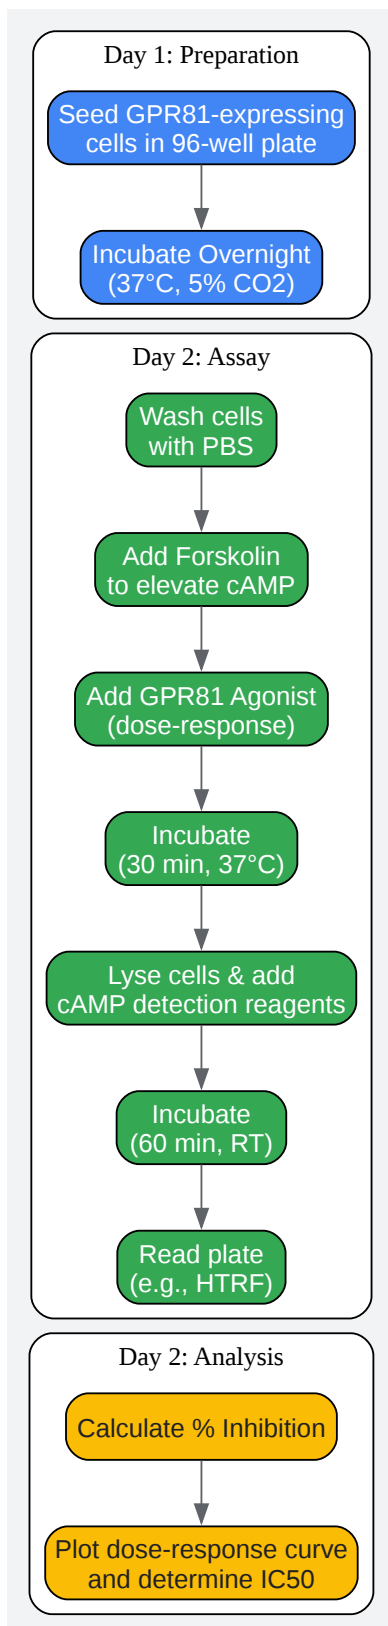 Day 1: Preparation
Seed GPR81-expressing
cells in 96-well plate
Incubate Overnight
(37°C, 5% CO2)
Day 2: Assay
Wash cells
with PBS
Add Forskolin
to elevate cAMP
Add GPR81 Agonist
(dose-response)
Incubate
(30 min, 37°C)
Lyse cells & add
cAMP detection reagents
Incubate
(60 min, RT)
Read plate
(e.g., HTRF)
Day 2: Analysis
Calculate % Inhibition
Plot dose-response curve
and determine IC50